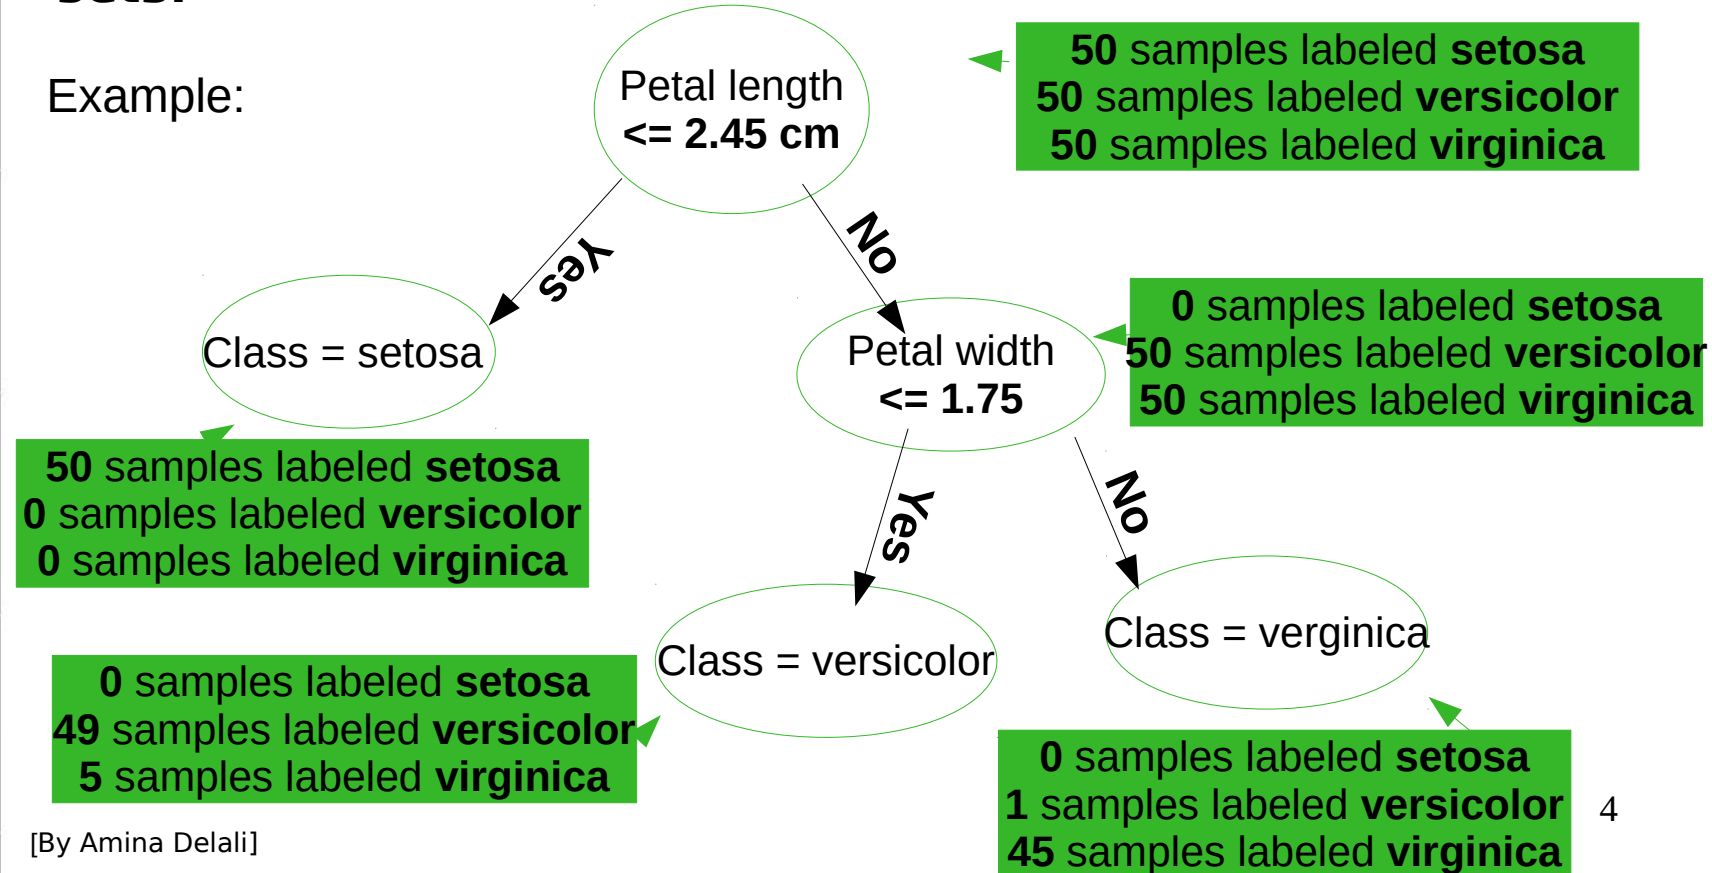 sets.
Example:
Petal length
<= 2.45 cm
50 samples labeled setosa
50 samples labeled versicolor
50 samples labeled virginica
Yes
No
Class = setosa
50 samples labeled setosa
0 samples labeled versicolor
0 samples labeled virginica
Petal width
<= 1.75
0 samples labeled setosa
50 samples labeled versicolor
50 samples labeled virginica
Yes
No
Class = versicolor
0 samples labeled setosa
49 samples labeled versicolor
5 samples labeled virginica
Class = verginica
0 samples labeled setosa
1 samples labeled versicolor
45 samples labeled virginica
4
[By Amina Delali]